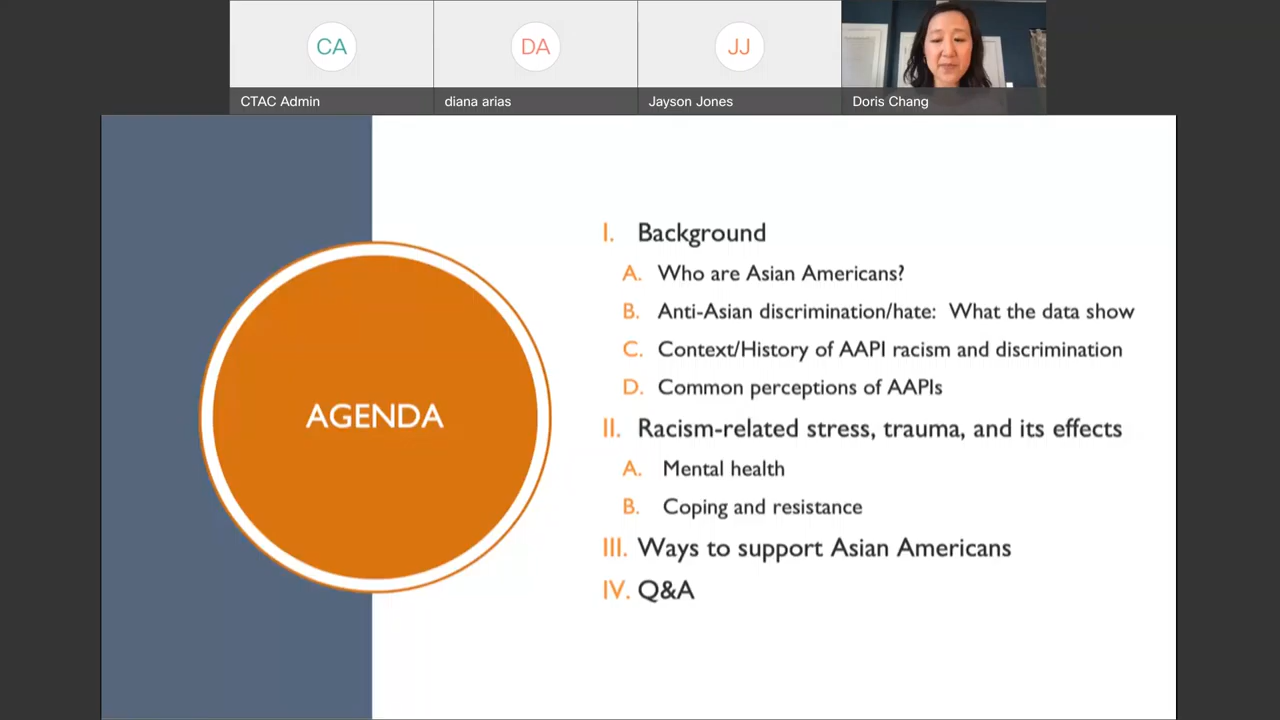 CA
DA
JJ
CTAC Admin
diana arias
Jayson Jones
Doris Chang
AGENDA
I. Background
A. Who are Asian Americans?
B. Anti-Asian discrimination/hate: What the data show
C. Context/History of AAPI racism and discrimination
D. Common perceptions of AAPIs
II. Racism-related stress, trauma, and its effects
A. Mental health
B. Coping and resistance
III. Ways to support Asian Americans
IV. Q&A